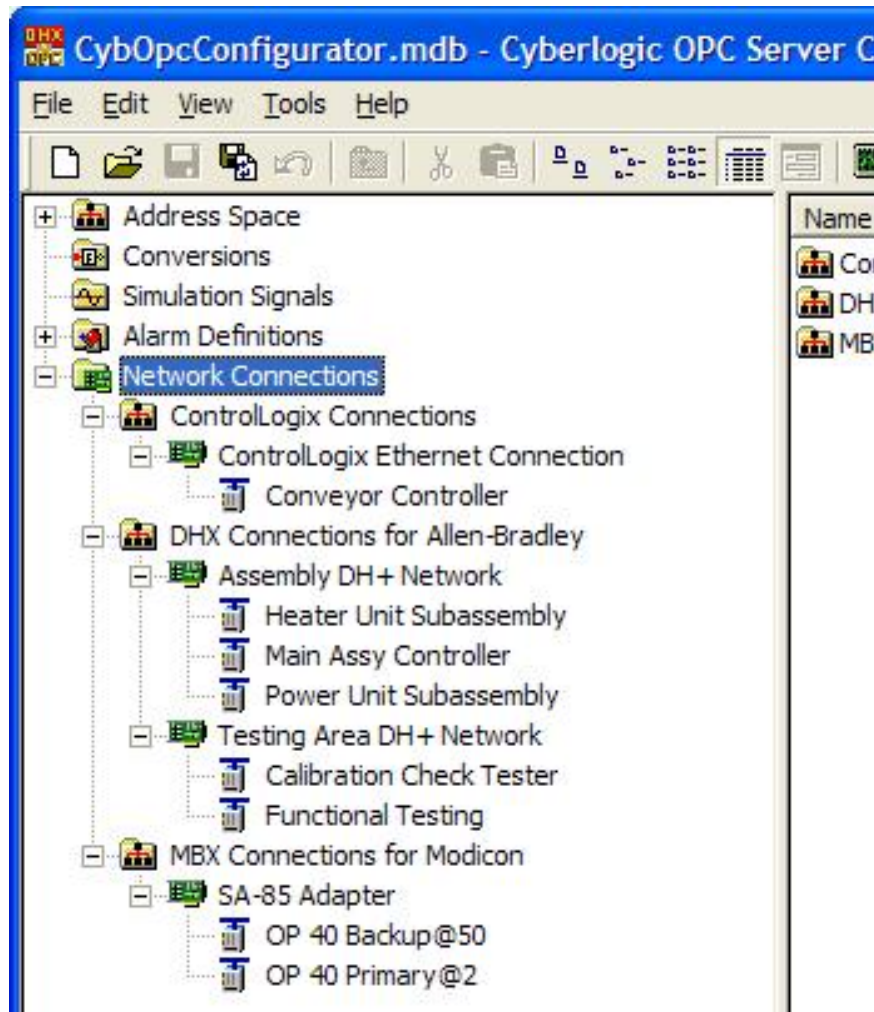 DHX
OPC
CybOpcConfigurator.mdb - Cyberlogic OPC Server C
File Edit View Tools Help
Address Space
Name
Conversions
Co
Simulation Signals
DH
Alarm Definitions
MB
Network Connections
ControlLogix Connections
ControlLogix Ethernet Connection
Conveyor Controller
DHX Connections for Allen-Bradley
Assembly DH+ Network
Heater Unit Subassembly
Main Assy Controller
Power Unit Subassembly
Testing Area DH+ Network
Calibration Check Tester
Functional Testing
MBX Connections for Modicon
SA-85 Adapter
OP 40 Backup@50
OP 40 Primary@2